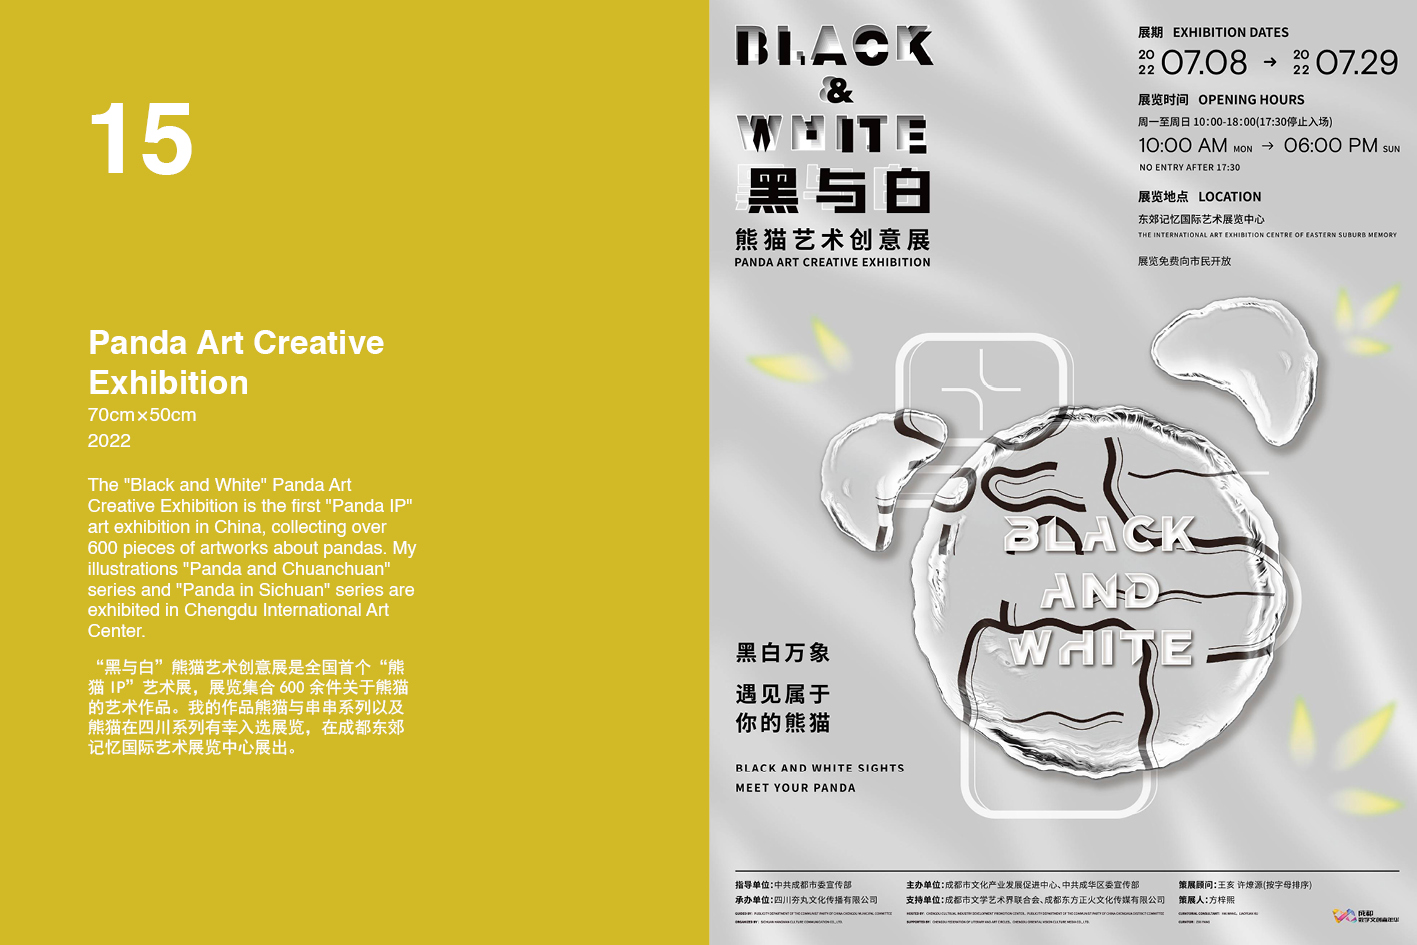 15
Panda Art Creative
Exhibition
70cm×50cm
2022
The "Black and White" Panda Art
Creative Exhibition is the first "Panda IP"
art exhibition in China, collecting over
600 pieces of artworks about pandas. My
illustrations "Panda and Chuanchuan"
series and "Panda in Sichuan" series are
exhibited in Chengdu International Art
Center.
“黑与白”熊猫艺术创意展是全国首个“熊
猫 IP”艺术展，展览集合 600 余件关于熊猫
的艺术作品。我的作品熊猫与串串系列以及
熊猫在四川系列有幸入选展览，在成都东郊
记忆国际艺术展览中心展出。
BLACK
&
WHITE
黑与白
熊猫艺术创意展
PANDA ART CREATIVE EXHIBITION
展期 EXHIBITION DATES
2022 07.08 → 2022 07.29
展览时间 OPENING HOURS
周一至周日 10:00-18:00(17:30停止入场)
10:00 AM MON → 06:00 PM SUN
NO ENTRY AFTER 17:30
展览地点 LOCATION
东郊记忆国际艺术展览中心
THE INTERNATIONAL ART EXHIBITION CENTRE OF EASTERN SUBURB MEMORY
展览免费向市民开放
BLACK
AND
WHITE
黑白万象
遇见属于
你的熊猫
BLACK AND WHITE SIGHTS
MEET YOUR PANDA
指导单位:中共成都市委宣传部
承办单位:四川夯丸文化传播有限公司
主办单位:成都市文化产业发展促进中心、中共成华区委宣传部
支持单位:成都市文学艺术界联合会、成都东方正火文化传媒有限公司
策展顾问:王亥 许燎源(按字母排序)
策展人:方梓熙
成都